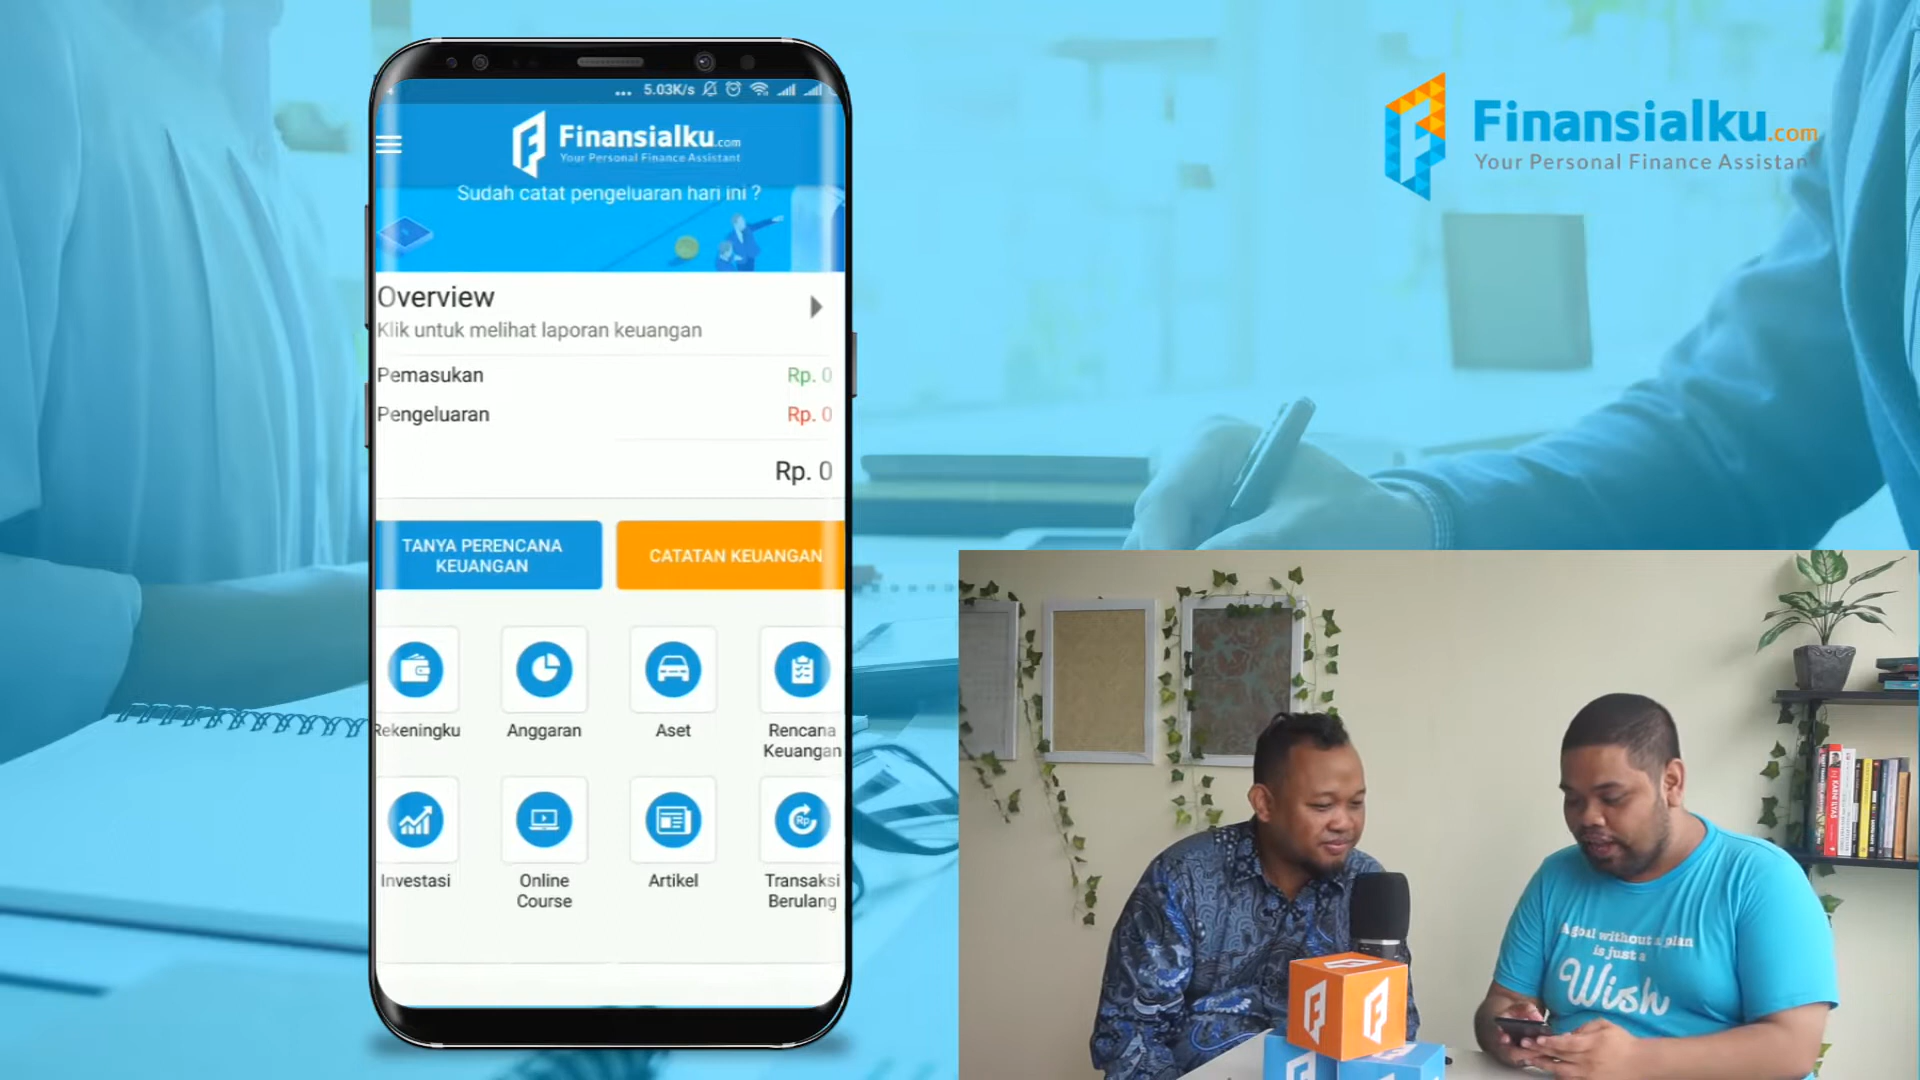 5.03K/s
Finansialku.com
Your Personal Finance Assistant
Sudah catat pengeluaran hari ini ?
Overview
Klik untuk melihat laporan keuangan
Pemasukan Rp. 0
Pengeluaran Rp. 0
Rp. 0
TANYA PERENCANA
KEUANGAN
CATATAN KEUANGAN
Rekeningku
Anggaran
Aset
Rencana
Keuangan
Investasi
Online
Course
Artikel
Transaksi
Berulang
Finansialku.com
Your Personal Finance Assistan
A goal without a plan
is just a
Wish